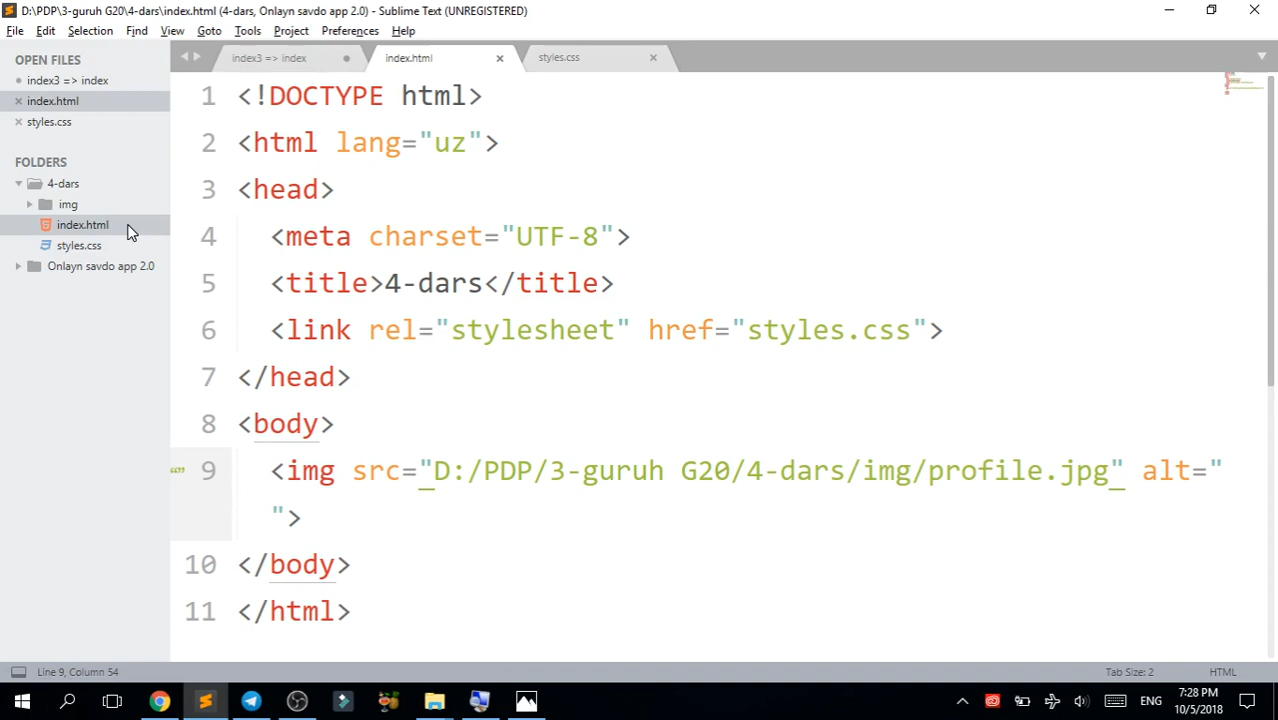 D:\PDP\3-guruh G20\4-dars\index.html (4-dars, Onlayn savdo app 2.0) - Sublime Text (UNREGISTERED)
File Edit Selection Find View Goto Tools Project Preferences Help
OPEN FILES
index3 => index
index.html
styles.css
FOLDERS
4-dars
img
index.html
styles.css
Onlayn savdo app 2.0
index3 => index index.html styles.css
1 <!DOCTYPE html>
2 <html lang="uz">
3 <head>
4 <meta charset="UTF-8">
5 <title>4-dars</title>
6 <link rel="stylesheet" href="styles.css">
7 </head>
8 <body>
9 <img src="D:/PDP/3-guruh G20/4-dars/img/profile.jpg" alt="
">
10 </body>
11 </html>
Line 9, Column 54 Tab Size: 2 HTML
ENG 7:28 PM
10/5/2018